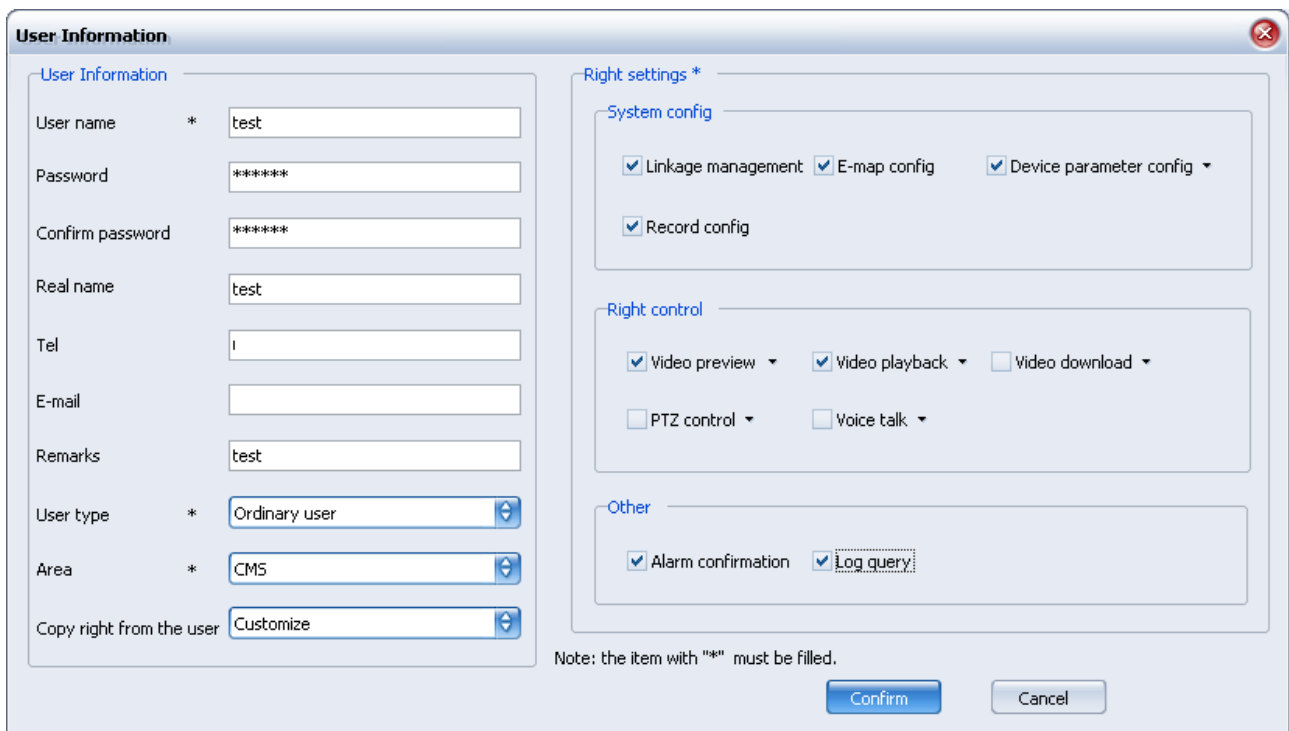 User Information
User Information
User name * test
Password ******
Confirm password ******
Real name test
Tel
E-mail
Remarks test
User type * Ordinary user
Area * CMS
Copy right from the user Customize
Right settings *
System config
Linkage management E-map config Device parameter config
Record config
Right control
Video preview Video playback Video download
PTZ control Voice talk
Other
Alarm confirmation Log query
Note: the item with "*" must be filled.
Confirm Cancel